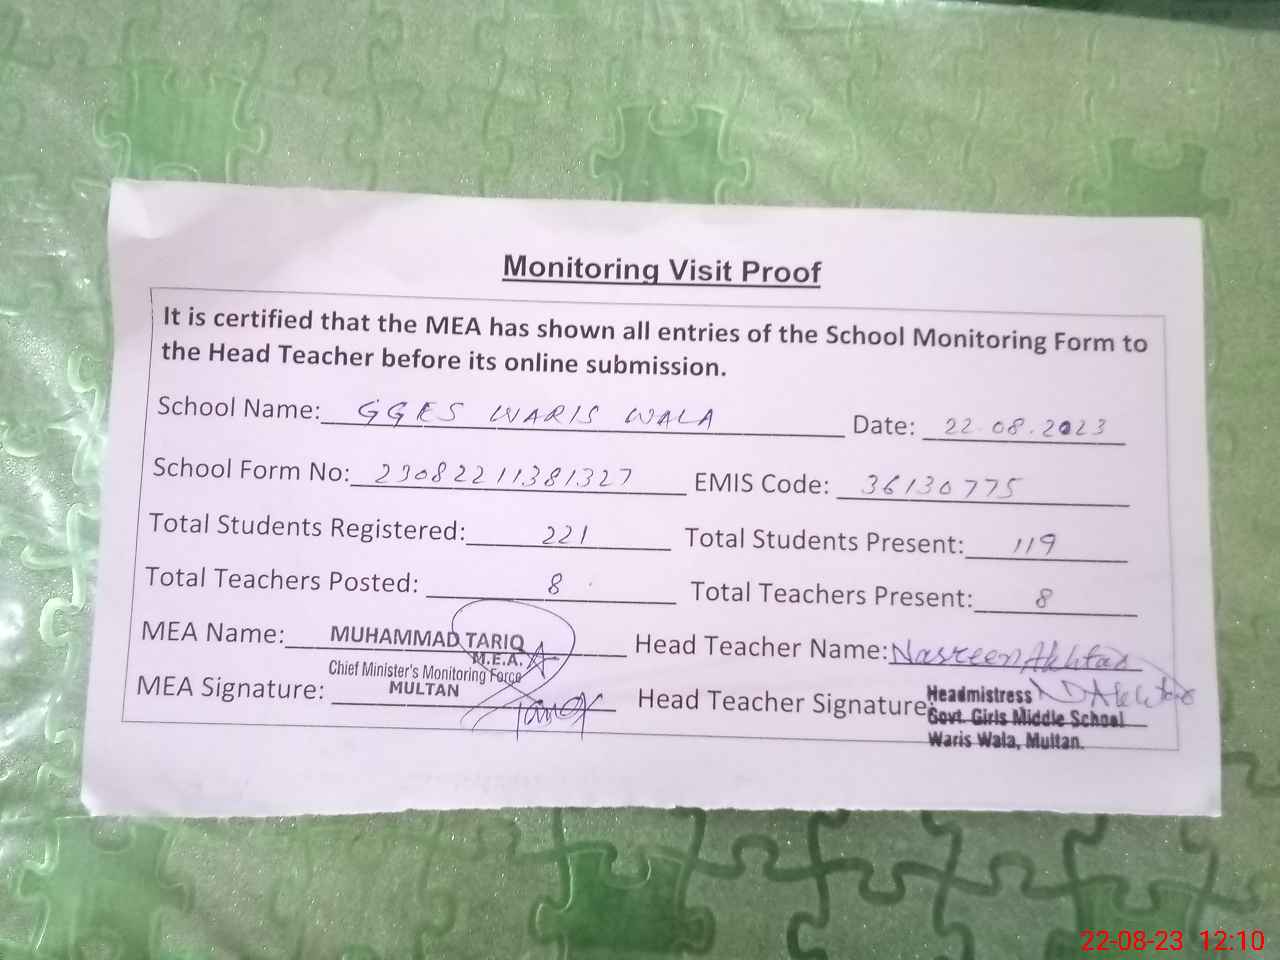 Monitoring Visit Proof
It is certified that the MEA has shown all entries of the School Monitoring Form to
the Head Teacher before its online submission.
School Name: GGES WARIS WALA Date: 22.08.2023
School Form No: 23082211381327 EMIS Code: 36130775
Total Students Registered: 221 Total Students Present: 119
Total Teachers Posted: 8 Total Teachers Present: 8
MEA Name: MUHAMMAD TARIQ Head Teacher Name: Nasreen Akhtar
M.E.A.
Chief Minister's Monitoring Force
MULTAN
MEA Signature: Head Teacher Signature:
Headmistress
Govt. Girls Middle School
Waris Wala, Multan.
22-08-23 12:10